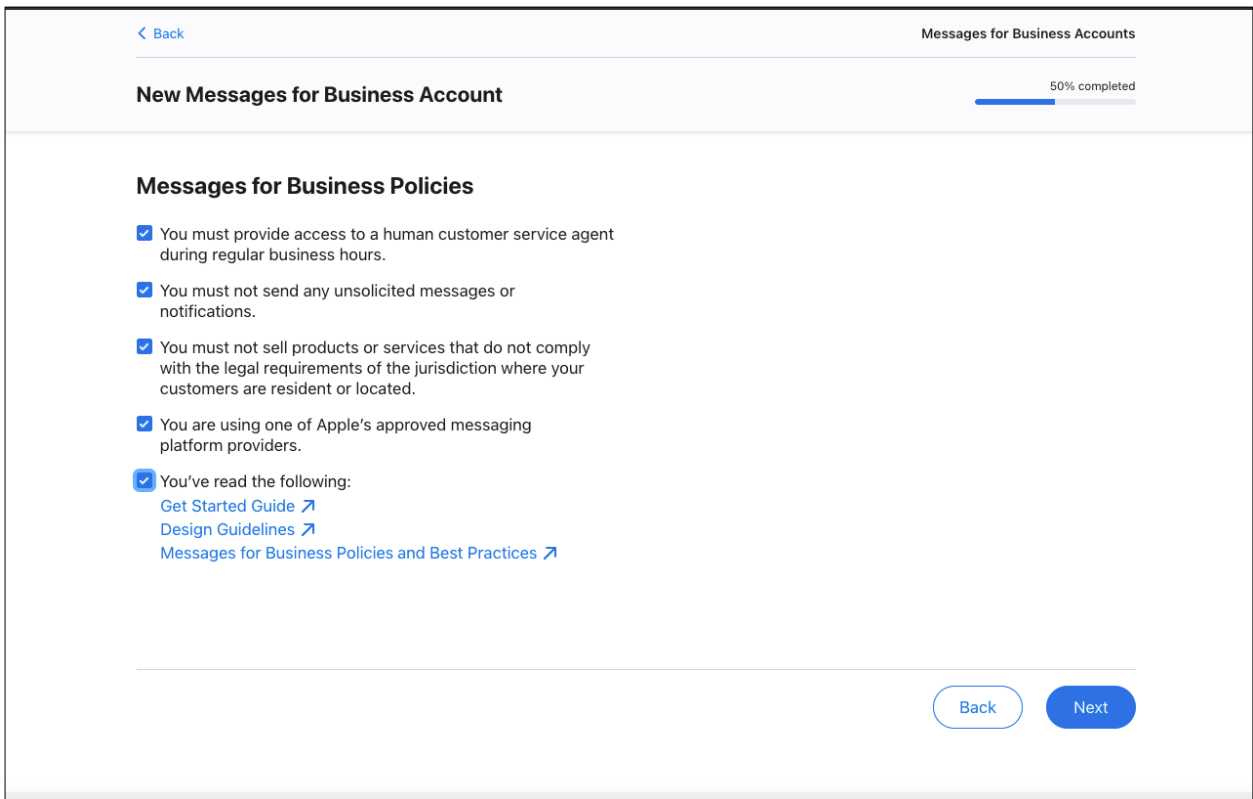 Back
Messages for Business Accounts
New Messages for Business Account
50% completed
Messages for Business Policies
You must provide access to a human customer service agent
during regular business hours.
You must not send any unsolicited messages or
notifications.
You must not sell products or services that do not comply
with the legal requirements of the jurisdiction where your
customers are resident or located.
You are using one of Apple’s approved messaging
platform providers.
You’ve read the following:
Get Started Guide
Design Guidelines
Messages for Business Policies and Best Practices
Back
Next